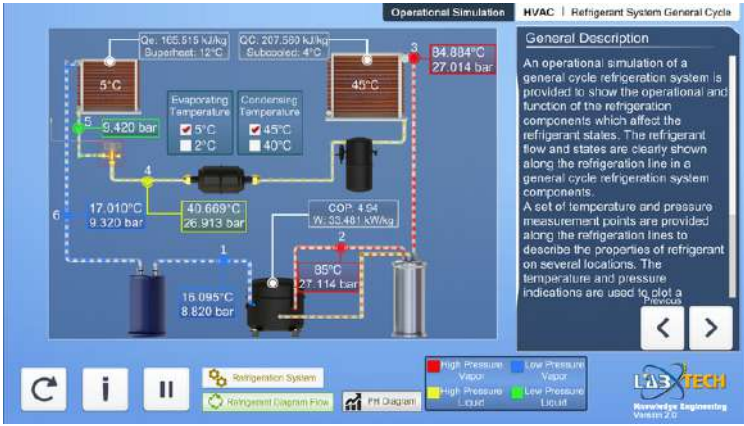 Operational Simulation
HVAC | Refrigerant System General Cycle
General Description
An operational simulation of a
general cycle refrigeration system is
provided to show the operational and
function of the refrigeration
components which affect the
refrigerant states. The refrigerant
flow and states are clearly shown
along the refrigeration line in a
general cycle refrigeration system
components.
A set of temperature and pressure
measurement points are provided
along the refrigeration lines to
describe the properties of refrigerant
on several locations. The
temperature and pressure
indications are used to plot a
Previous
Qe: 165.515 kJ/kg
Superheat: 12°C
QC: 207.560 kJ/kg
Subcooled: 4°C
3
84.884°C
27.014 bar
5°C
45°C
Evaporating
Temperature
5°C
2°C
Condensing
Temperature
45°C
40°C
5
9.420 bar
4
40.669°C
26.913 bar
6
17.010°C
9.320 bar
COP: 4.94
W: 33.481 kW/kg
2
85°C
27.114 bar
1
16.095°C
8.820 bar
Refrigeration System
Refrigerant Diagram Flow
PH Diagram
High Pressure
Vapor
Low Pressure
Vapor
High Pressure
Liquid
Low Pressure
Liquid
LABTECH
Knowledge Engineering
Version 2.0